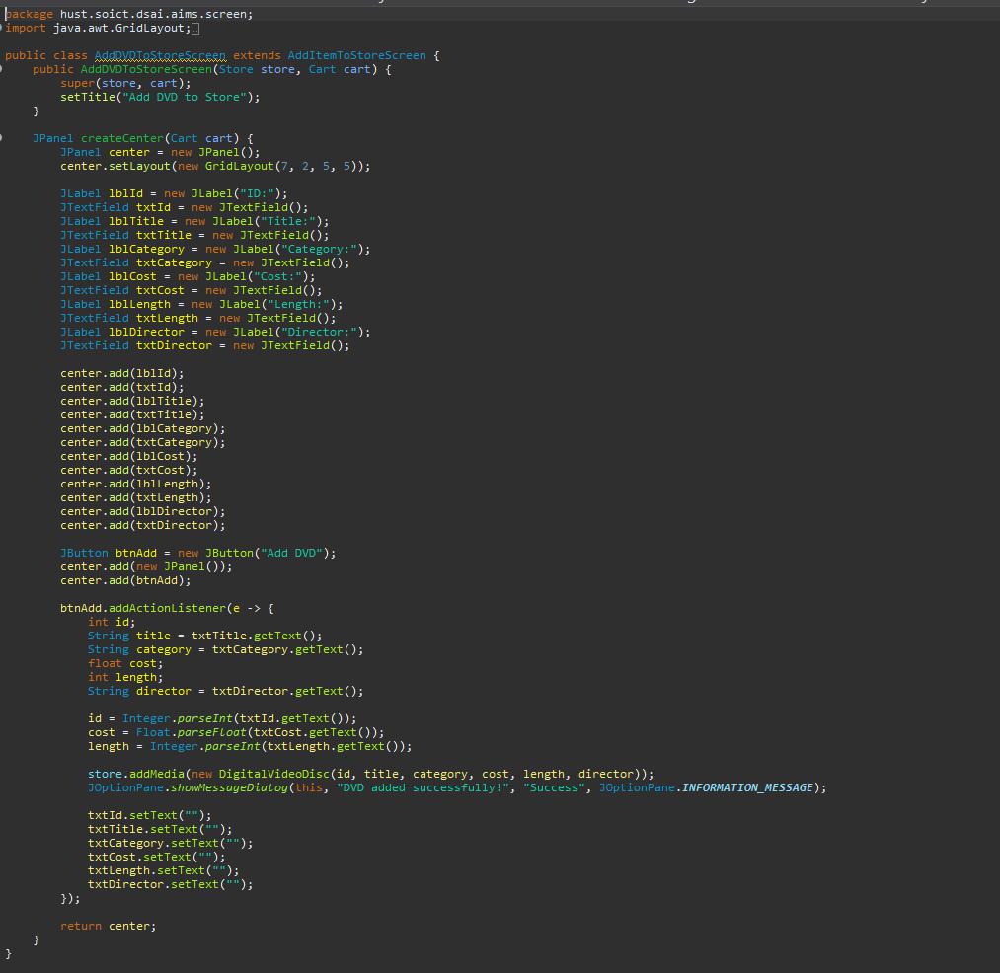 package hust.soict.dsai.aims.screen;
import java.awt.GridLayout;

public class AddDVDToStoreScreen extends AddItemToStoreScreen {
    public AddDVDToStoreScreen(Store store, Cart cart) {
        super(store, cart);
        setTitle("Add DVD to Store");
    }

    JPanel createCenter(Cart cart) {
        JPanel center = new JPanel();
        center.setLayout(new GridLayout(7, 2, 5, 5));

        JLabel lblId = new JLabel("ID:");
        JTextField txtId = new JTextField();
        JLabel lblTitle = new JLabel("Title:");
        JTextField txtTitle = new JTextField();
        JLabel lblCategory = new JLabel("Category:");
        JTextField txtCategory = new JTextField();
        JLabel lblCost = new JLabel("Cost:");
        JTextField txtCost = new JTextField();
        JLabel lblLength = new JLabel("Length:");
        JTextField txtLength = new JTextField();
        JLabel lblDirector = new JLabel("Director:");
        JTextField txtDirector = new JTextField();

        center.add(lblId);
        center.add(txtId);
        center.add(lblTitle);
        center.add(txtTitle);
        center.add(lblCategory);
        center.add(txtCategory);
        center.add(lblCost);
        center.add(txtCost);
        center.add(lblLength);
        center.add(txtLength);
        center.add(lblDirector);
        center.add(txtDirector);

        JButton btnAdd = new JButton("Add DVD");
        center.add(new JPanel());
        center.add(btnAdd);

        btnAdd.addActionListener(e -> {
            int id;
            String title = txtTitle.getText();
            String category = txtCategory.getText();
            float cost;
            int length;
            String director = txtDirector.getText();

            id = Integer.parseInt(txtId.getText());
            cost = Float.parseFloat(txtCost.getText());
            length = Integer.parseInt(txtLength.getText());

            store.addMedia(new DigitalVideoDisc(id, title, category, cost, length, director));
            JOptionPane.showMessageDialog(this, "DVD added successfully!", "Success", JOptionPane.INFORMATION_MESSAGE);

            txtId.setText("");
            txtTitle.setText("");
            txtCategory.setText("");
            txtCost.setText("");
            txtLength.setText("");
            txtDirector.setText("");
        });

        return center;
    }
}